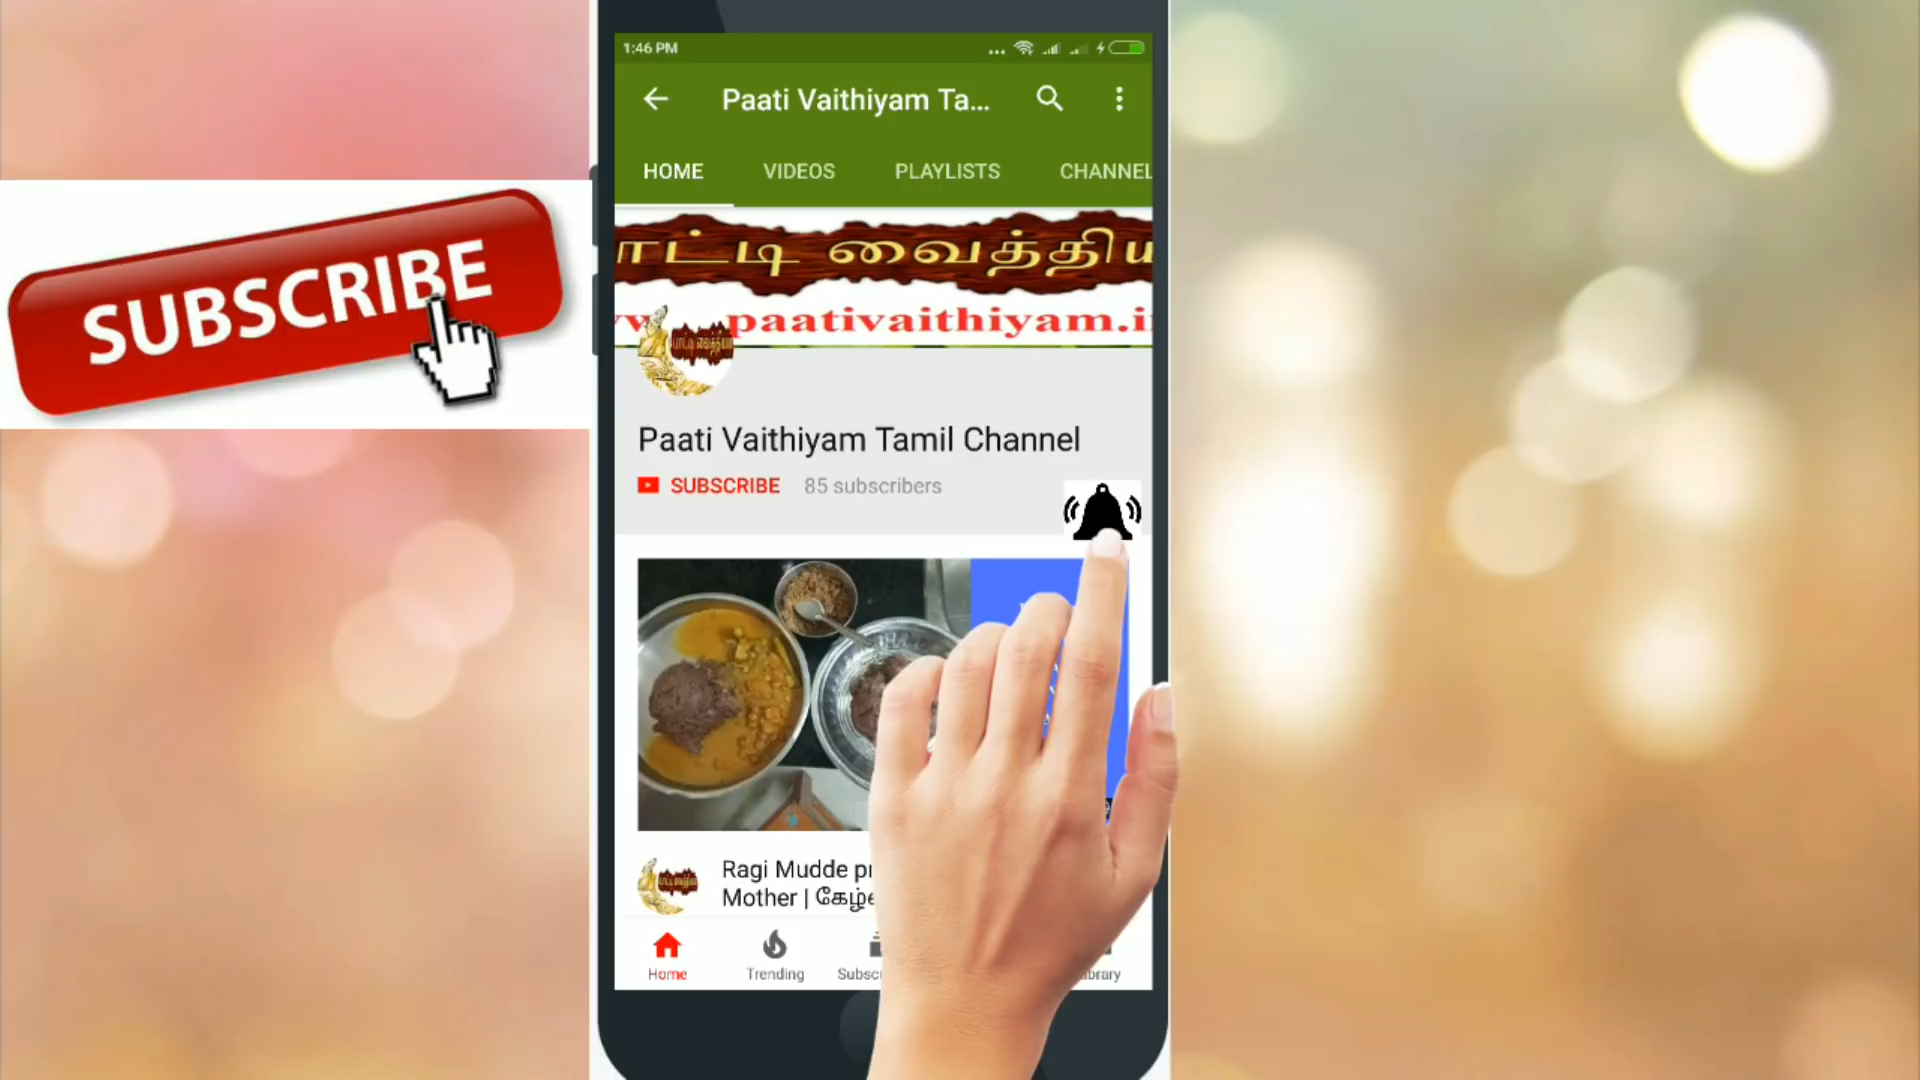 1:46 PM
Paati Vaithiyam Ta...
HOME VIDEOS PLAYLISTS CHANNEL
SUBSCRIBE
ாட்டி வைத்திய
paativaithiyam.i
Paati Vaithiyam Tamil Channel
SUBSCRIBE 85 subscribers
Ragi Mudde p
Mother | கேழ்
Home Trending Subsc brary